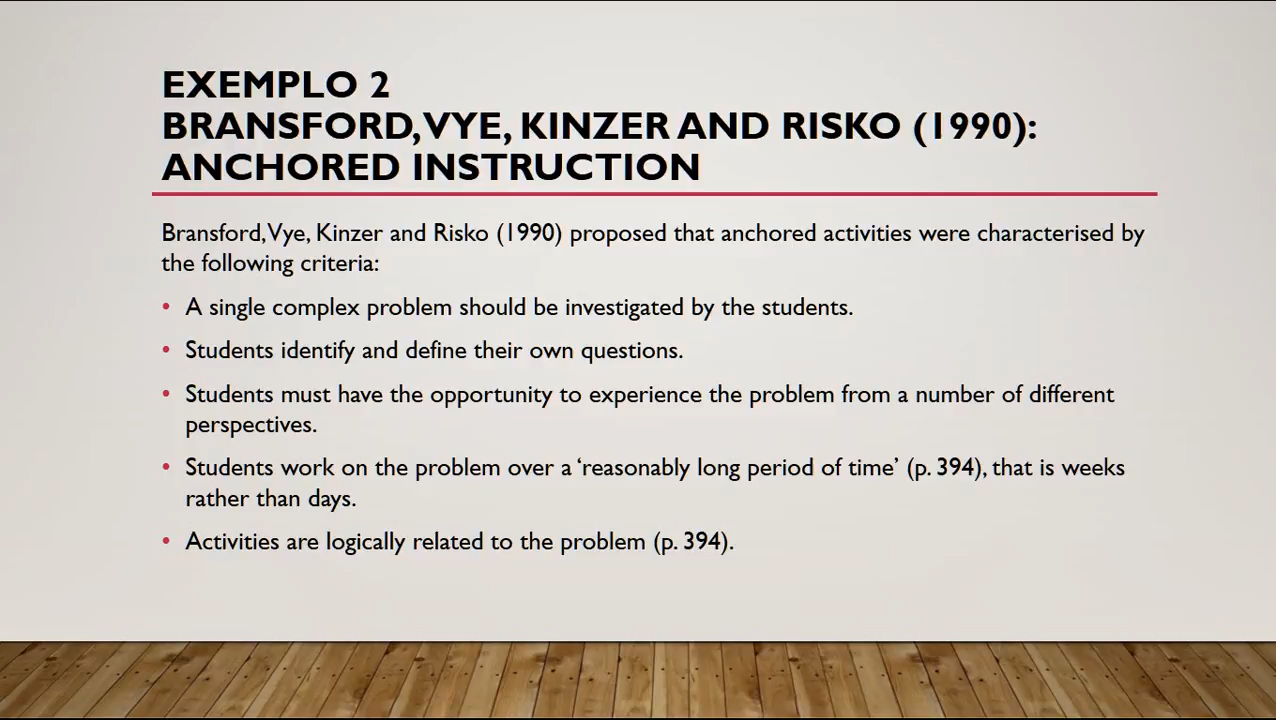 EXEMPLO 2
BRANSFORD, VYE, KINZER AND RISKO (1990):
ANCHORED INSTRUCTION
Bransford, Vye, Kinzer and Risko (1990) proposed that anchored activities were characterised by
the following criteria:
• A single complex problem should be investigated by the students.
• Students identify and define their own questions.
• Students must have the opportunity to experience the problem from a number of different
perspectives.
• Students work on the problem over a ‘reasonably long period of time’ (p. 394), that is weeks
rather than days.
• Activities are logically related to the problem (p. 394).